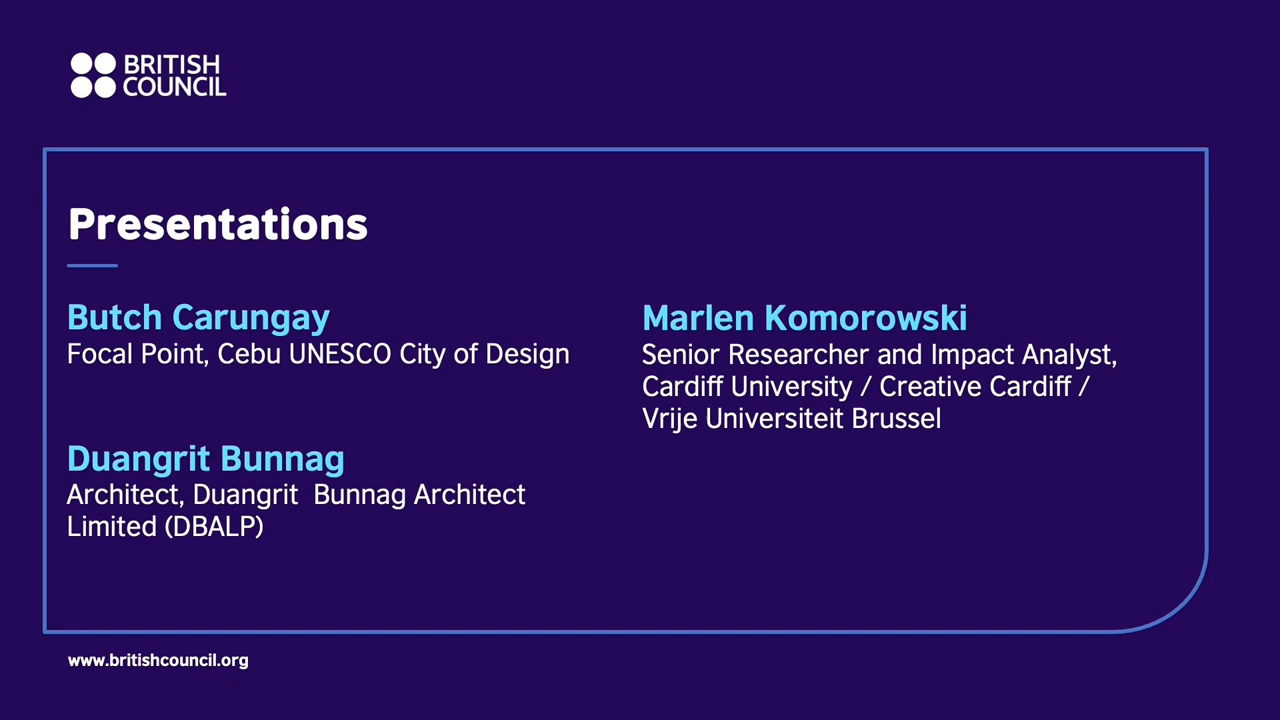 BRITISH
COUNCIL
Presentations
Butch Carungay
Focal Point, Cebu UNESCO City of Design
Duangrit Bunnag
Architect, Duangrit  Bunnag Architect
Limited (DBALP)
Marlen Komorowski
Senior Researcher and Impact Analyst,
Cardiff University / Creative Cardiff /
Vrije Universiteit Brussel
www.britishcouncil.org